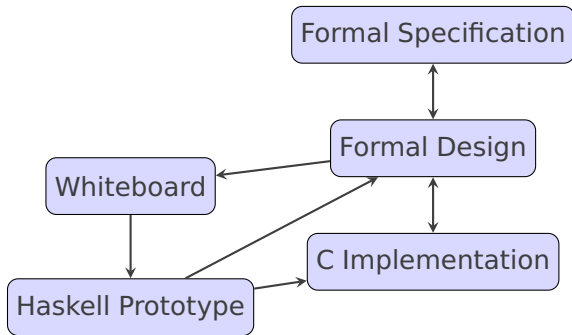 Formal Specification
Formal Design
Whiteboard
C Implementation
Haskell Prototype